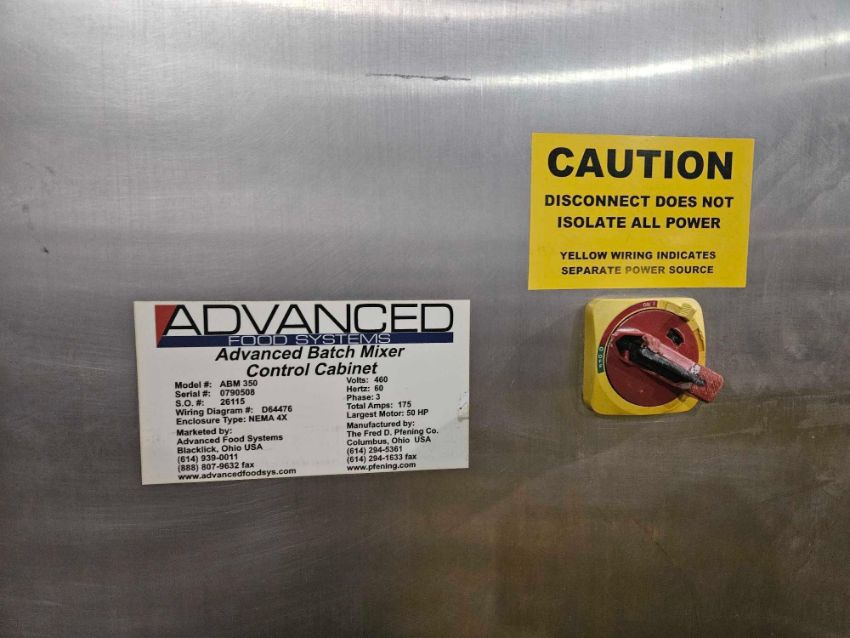 CAUTION
DISCONNECT DOES NOT
ISOLATE ALL POWER
YELLOW WIRING INDICATES
SEPARATE POWER SOURCE
ADVANCED
FOOD SYSTEMS
Advanced Batch Mixer
Control Cabinet
Model #: ABM 350
Serial #: 0790508
S.O. #: 26115
Wiring Diagram #: D64476
Enclosure Type: NEMA 4X
Marketed by:
Advanced Food Systems
Blacklick, Ohio USA
(614) 939-0011
(888) 807-9632 fax
www.advancedfoodsys.com
Volts: 460
Hertz: 60
Phase: 3
Total Amps: 175
Largest Motor: 50 HP
Manufactured by:
The Fred D. Pfening Co.
Columbus, Ohio USA
(614) 294-5361
(614) 294-1633 fax
www.pfening.com